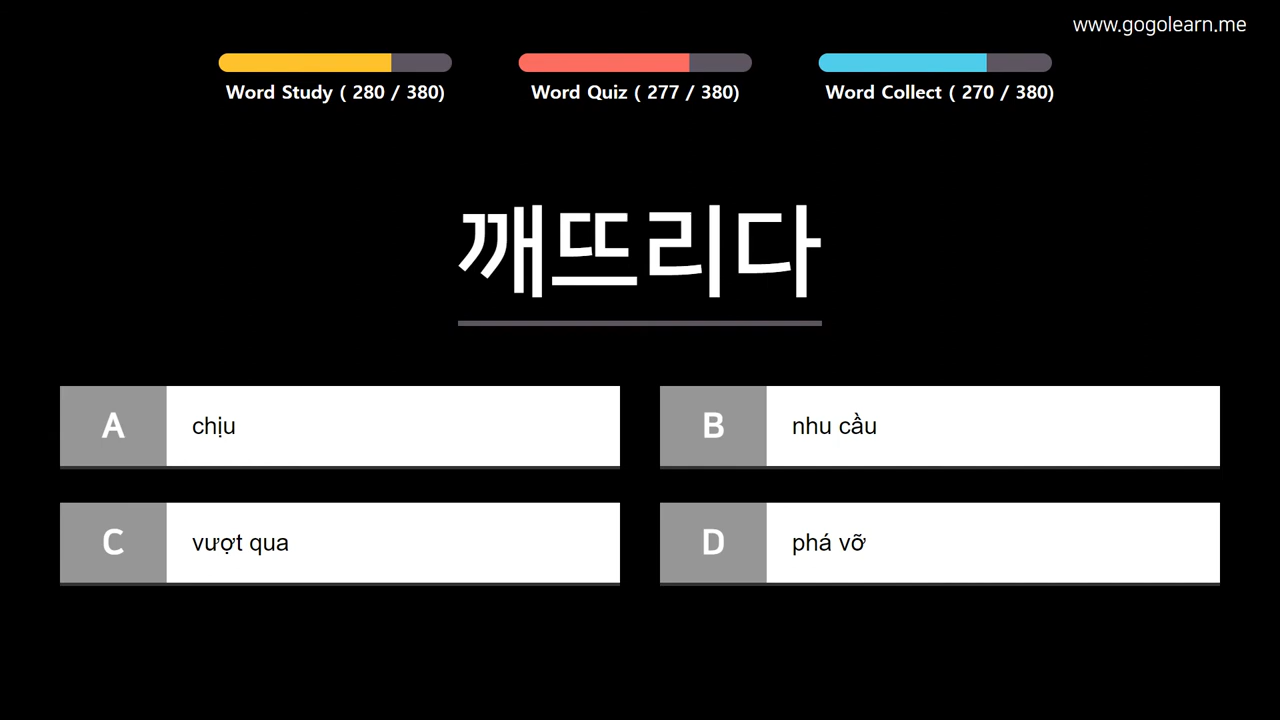 www.gogolearn.me
Word Study ( 280 / 380)
Word Quiz ( 277 / 380)
Word Collect ( 270 / 380)
깨뜨리다
A chịu
B nhu cầu
C vượt qua
D phá vỡ